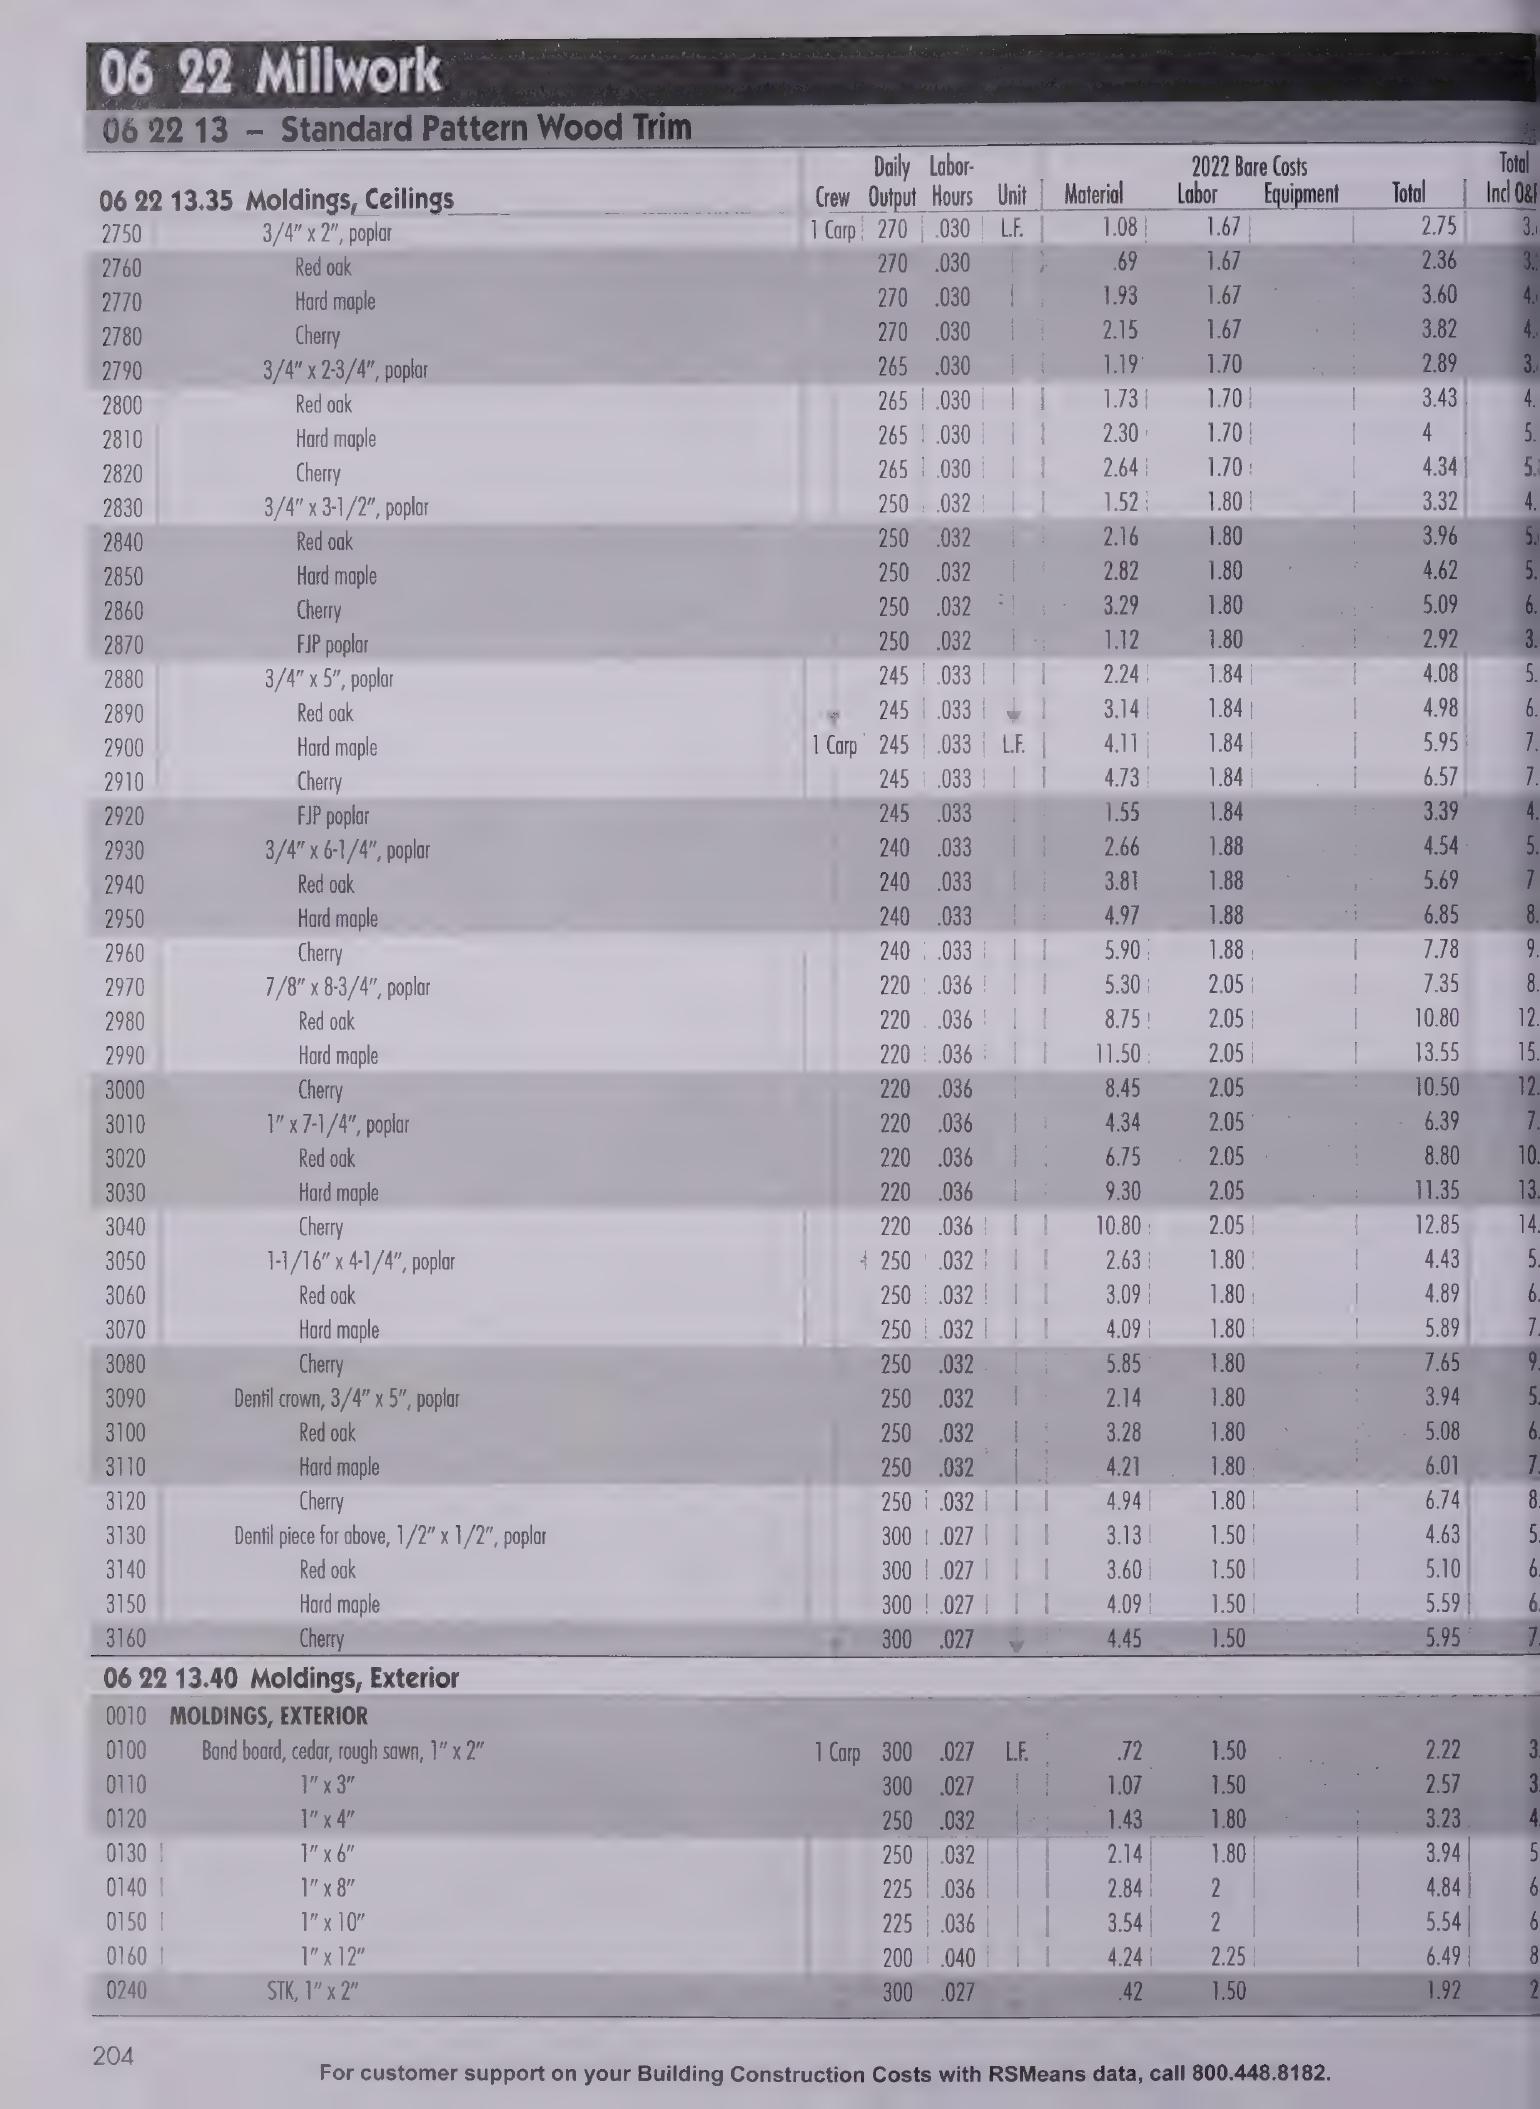 06 22 Millwork
06 22 13 – Standard Pattern Wood Trim
Daily Labor- 2022 Bare Costs Total
06 22 13.35 Moldings, Ceilings Crew Output Hours Unit Material Labor Equipment Total Incl O&P
2750 3/4" x 2", poplar 1 Carp 270 .030 L.F. 1.08 1.67 2.75 3.
2760 Red oak 270 .030 .69 1.67 2.36 3.
2770 Hard maple 270 .030 1.93 1.67 3.60 4.
2780 Cherry 270 .030 2.15 1.67 3.82 4.
2790 3/4" x 2-3/4", poplar 265 .030 1.19 1.70 2.89 3.
2800 Red oak 265 .030 1.73 1.70 3.43 4.
2810 Hard maple 265 .030 2.30 1.70 4 5.
2820 Cherry 265 .030 2.64 1.70 4.34 5.
2830 3/4" x 3-1/2", poplar 250 .032 1.52 1.80 3.32 4.
2840 Red oak 250 .032 2.16 1.80 3.96 5.
2850 Hard maple 250 .032 2.82 1.80 4.62 5.
2860 Cherry 250 .032 3.29 1.80 5.09 6.
2870 FJP poplar 250 .032 1.12 1.80 2.92 3.
2880 3/4" x 5", poplar 245 .033 2.24 1.84 4.08 5.
2890 Red oak 245 .033 3.14 1.84 4.98 6.
2900 Hard maple 1 Carp 245 .033 L.F. 4.11 1.84 5.95 7.
2910 Cherry 245 .033 4.73 1.84 6.57 7.
2920 FJP poplar 245 .033 1.55 1.84 3.39 4.
2930 3/4" x 6-1/4", poplar 240 .033 2.66 1.88 4.54 5.
2940 Red oak 240 .033 3.81 1.88 5.69 7
2950 Hard maple 240 .033 4.97 1.88 6.85 8.
2960 Cherry 240 .033 5.90 1.88 7.78 9.
2970 7/8" x 8-3/4", poplar 220 .036 5.30 2.05 7.35 8.
2980 Red oak 220 .036 8.75 2.05 10.80 12.
2990 Hard maple 220 .036 11.50 2.05 13.55 15.
3000 Cherry 220 .036 8.45 2.05 10.50 12.
3010 1" x 7-1/4", poplar 220 .036 4.34 2.05 6.39 7.
3020 Red oak 220 .036 6.75 2.05 8.80 10.
3030 Hard maple 220 .036 9.30 2.05 11.35 13.
3040 Cherry 220 .036 10.80 2.05 12.85 14.
3050 1-1/16" x 4-1/4", poplar 250 .032 2.63 1.80 4.43 5.
3060 Red oak 250 .032 3.09 1.80 4.89 6.
3070 Hard maple 250 .032 4.09 1.80 5.89 7.
3080 Cherry 250 .032 5.85 1.80 7.65 9.
3090 Dentil crown, 3/4" x 5", poplar 250 .032 2.14 1.80 3.94 5.
3100 Red oak 250 .032 3.28 1.80 5.08 6.
3110 Hard maple 250 .032 4.21 1.80 6.01 7.
3120 Cherry 250 .032 4.94 1.80 6.74 8
3130 Dentil piece for above, 1/2" x 1/2", poplar 300 .027 3.13 1.50 4.63 5.
3140 Red oak 300 .027 3.60 1.50 5.10 6
3150 Hard maple 300 .027 4.09 1.50 5.59 6
3160 Cherry 300 .027 4.45 1.50 5.95 7
06 22 13.40 Moldings, Exterior
0010 MOLDINGS, EXTERIOR
0100 Band board, cedar, rough sawn, 1" x 2" 1 Carp 300 .027 L.F. .72 1.50 2.22 3
0110 1" x 3" 300 .027 1.07 1.50 2.57 3
0120 1" x 4" 250 .032 1.43 1.80 3.23 4
0130 1" x 6" 250 .032 2.14 1.80 3.94 5
0140 1" x 8" 225 .036 2.84 2 4.84 6
0150 1" x 10" 225 .036 3.54 2 5.54 6
0160 1" x 12" 200 .040 4.24 2.25 6.49 8
0240 STK, 1" x 2" 300 .027 .42 1.50 1.92 2
204
For customer support on your Building Construction Costs with RSMeans data, call 800.448.8182.